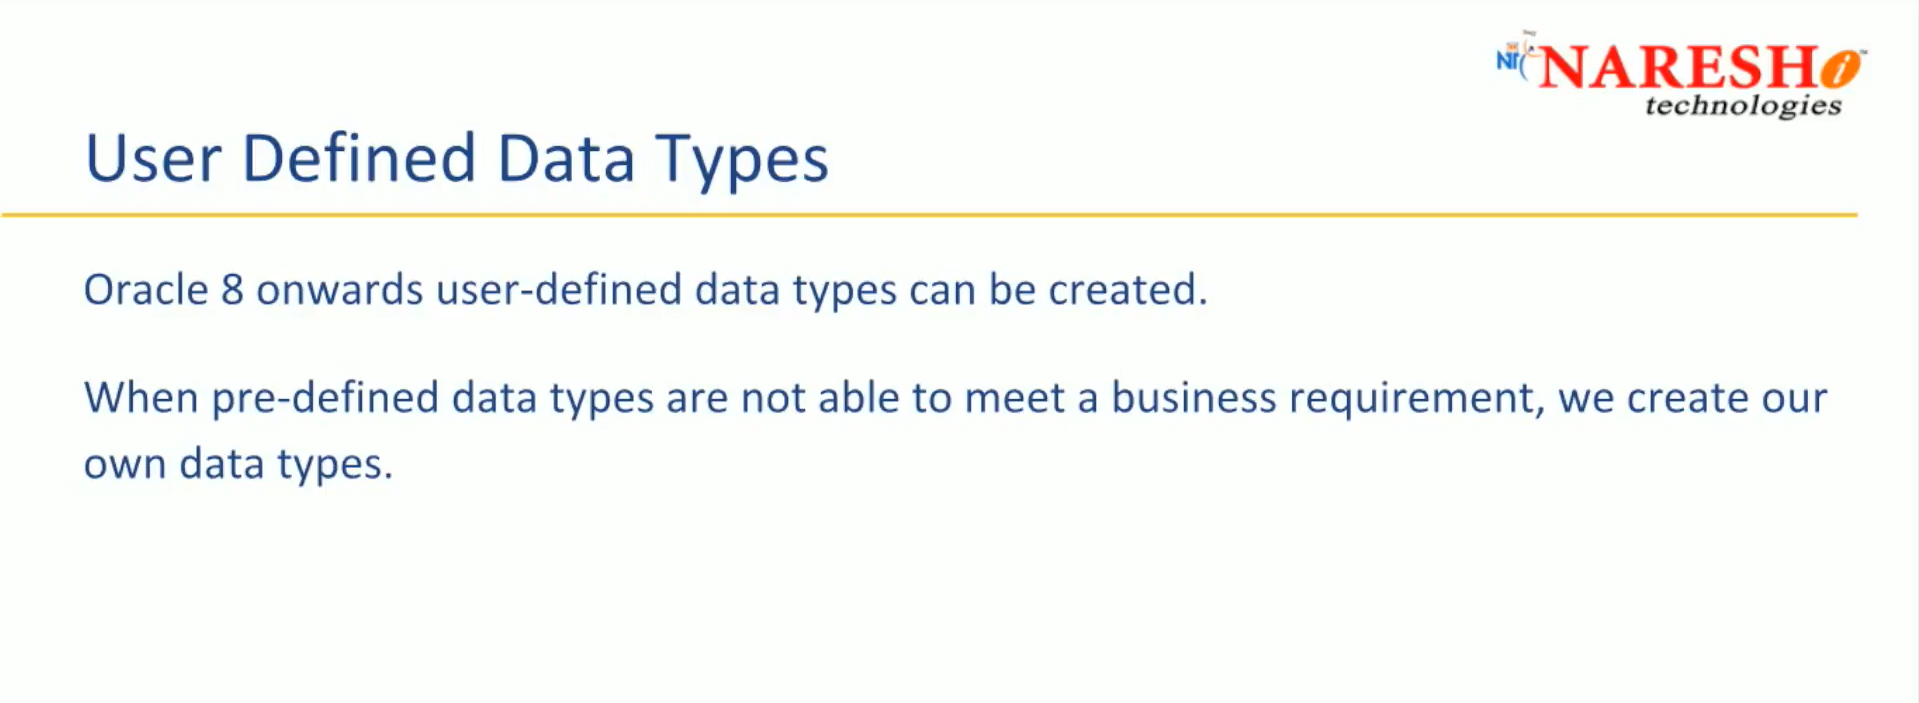 NARESHi
technologies
User Defined Data Types
Oracle 8 onwards user-defined data types can be created.
When pre-defined data types are not able to meet a business requirement, we create our
own data types.